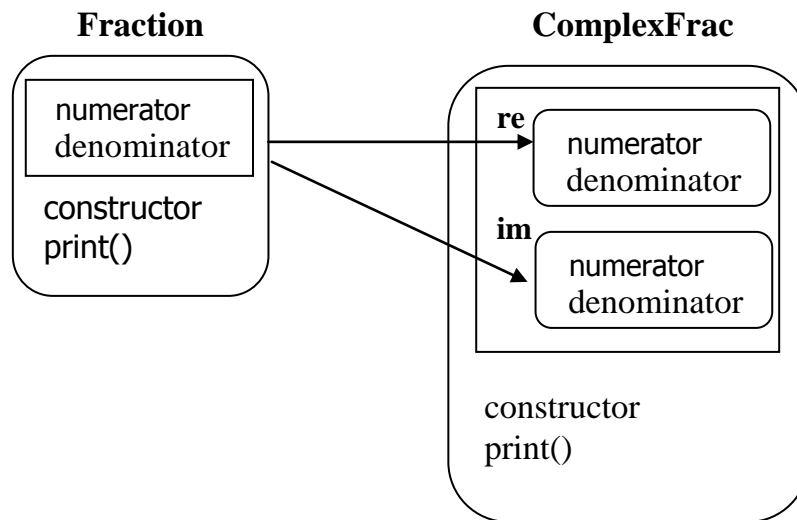 Fraction
numerator
denominator
constructor
print()
ComplexFrac
re
numerator
denominator
im
numerator
denominator
constructor
print()